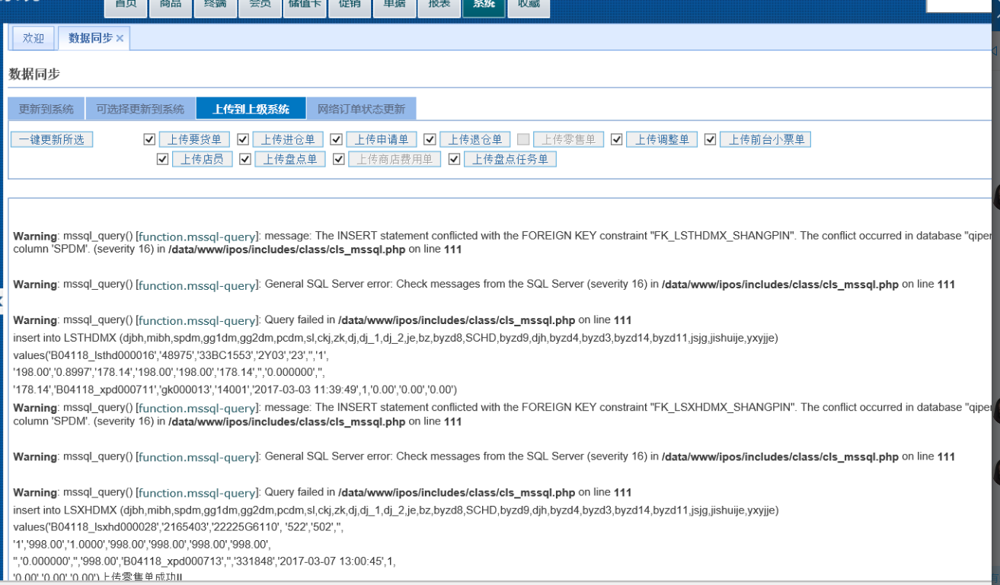 首页 商品 终端 会员 储值卡 促销 单据 报表 系统 收藏
欢迎 数据同步 ×
数据同步
更新到系统 可选择更新到系统 上传到上级系统 网络订单状态更新
一键更新所选 上传要货单 上传进仓单 上传申请单 上传退仓单 上传零售单 上传调整单 上传前台小票单
上传店员 上传盘点单 上传商店费用单 上传盘点任务单
Warning: mssql_query() [function.mssql-query]: message: The INSERT statement conflicted with the FOREIGN KEY constraint "FK_LSTHDMX_SHANGPIN". The conflict occurred in database "qiper
column 'SPDM'. (severity 16) in /data/www/ipos/includes/class/cls_mssql.php on line 111
Warning: mssql_query() [function.mssql-query]: General SQL Server error: Check messages from the SQL Server (severity 16) in /data/www/ipos/includes/class/cls_mssql.php on line 111
Warning: mssql_query() [function.mssql-query]: Query failed in /data/www/ipos/includes/class/cls_mssql.php on line 111
insert into LSTHDMX (djbh,mibh,spdm,gg1dm,gg2dm,pcdm,sl,ckj,zk,dj,dj_1,dj_2,je,bz,byzd8,SCHD,byzd9,djh,byzd4,byzd3,byzd14,byzd11,jsjg,jishuije,yxyjje)
values('B04118_lsthd000016','48975','33BC1553','2Y03','23','','1',
'198.00','0.8997','178.14','198.00','198.00','178.14','','0.000000','',
'178.14','B04118_xpd000711','gk000013','14001','2017-03-03 11:39:49',1,'0.00','0.00','0.00')
Warning: mssql_query() [function.mssql-query]: message: The INSERT statement conflicted with the FOREIGN KEY constraint "FK_LSXHDMX_SHANGPIN". The conflict occurred in database "qiper
column 'SPDM'. (severity 16) in /data/www/ipos/includes/class/cls_mssql.php on line 111
Warning: mssql_query() [function.mssql-query]: General SQL Server error: Check messages from the SQL Server (severity 16) in /data/www/ipos/includes/class/cls_mssql.php on line 111
Warning: mssql_query() [function.mssql-query]: Query failed in /data/www/ipos/includes/class/cls_mssql.php on line 111
insert into LSXHDMX (djbh,mibh,spdm,gg1dm,gg2dm,pcdm,sl,ckj,zk,dj,dj_1,dj_2,je,bz,byzd8,SCHD,byzd9,djh,byzd4,byzd3,byzd14,byzd11,jsjg,jishuije,yxyjje)
values('B04118_lsxhd000028','2165403','22225G6110', '522','502','',
'1','998.00','1.0000','998.00','998.00','998.00','998.00',
'','0.000000','','998.00','B04118_xpd000713','','331848','2017-03-07 13:00:45',1,
'0.00','0.00','0.00')上传零售单成功!!